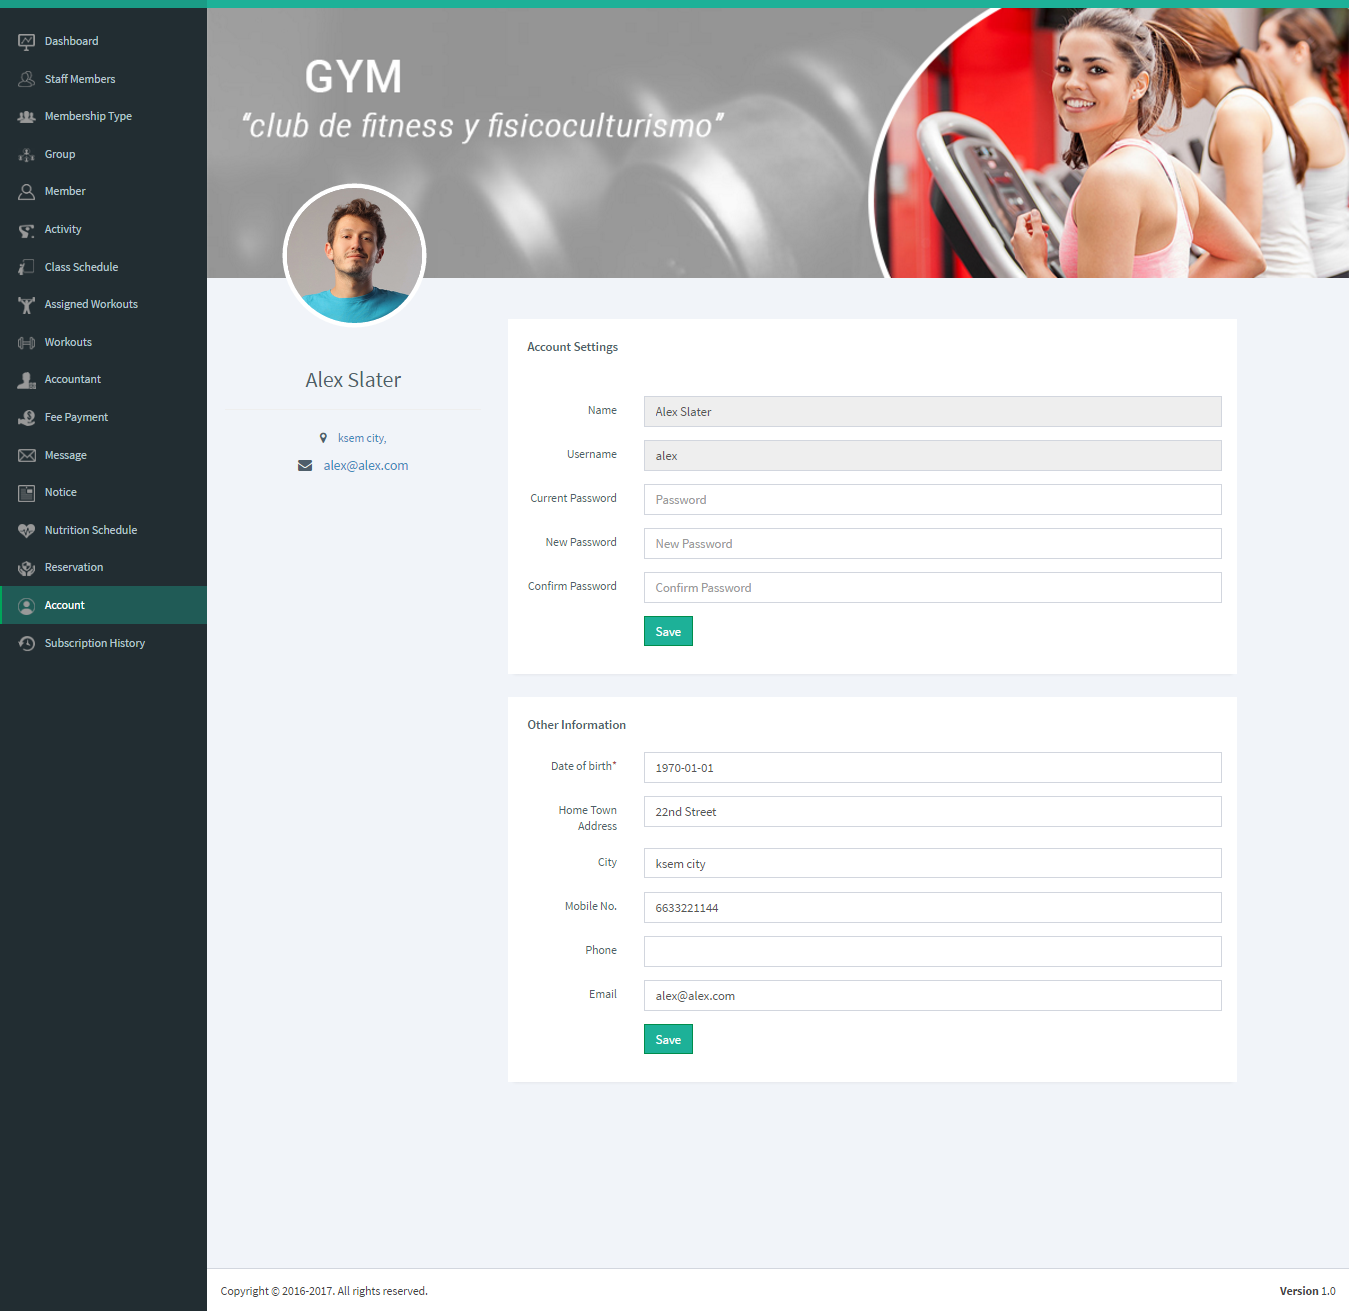 Dashboard
Staff Members
Membership Type
Group
Member
Activity
Class Schedule
Assigned Workouts
Workouts
Accountant
Fee Payment
Message
Notice
Nutrition Schedule
Reservation
Account
Subscription History
GYM
“club de fitness y fisicoculturismo”
Alex Slater
ksem city,
alex@alex.com
Account Settings
Name Alex Slater
Username alex
Current Password Password
New Password New Password
Confirm Password Confirm Password
Save
Other Information
Date of birth* 1970-01-01
Home Town 22nd Street
Address
City ksem city
Mobile No. 6633221144
Phone
Email alex@alex.com
Save
Copyright © 2016-2017. All rights reserved. Version 1.0